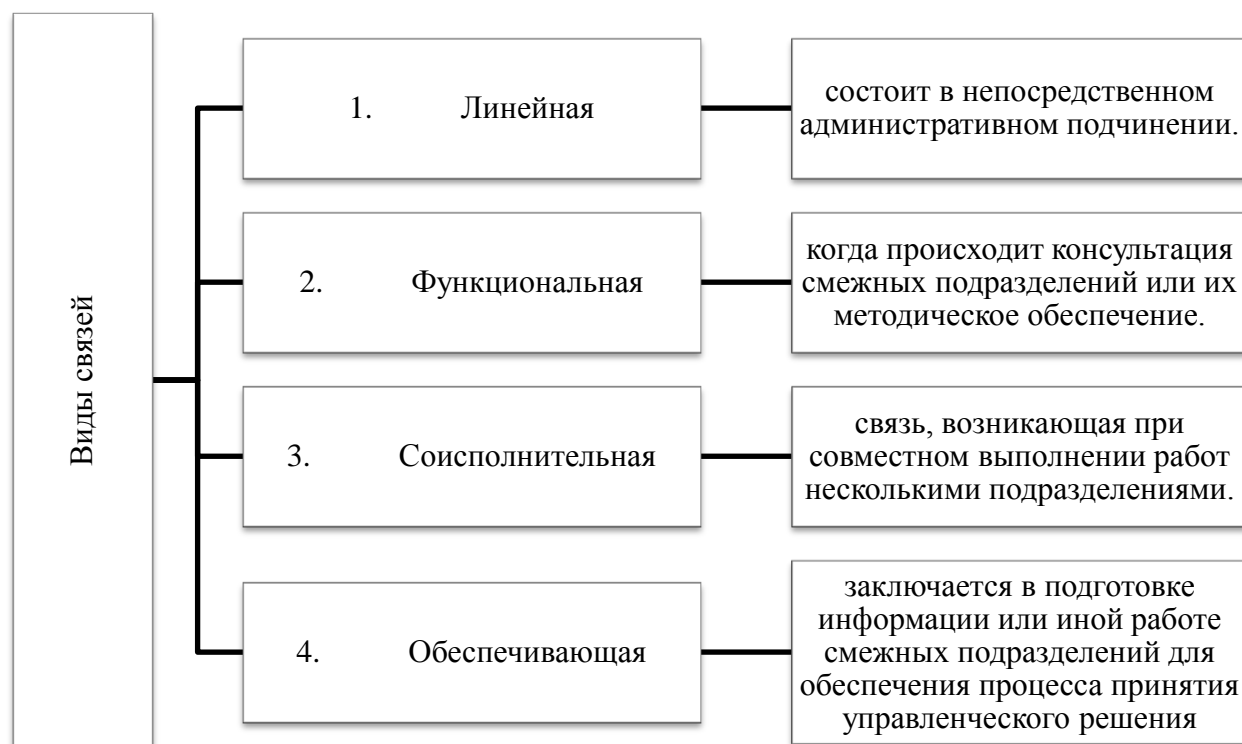 Виды связей
1. Линейная
состоит в непосредственном
административном подчинении.
2. Функциональная
когда происходит консультация
смежных подразделений или их
методическое обеспечение.
3. Соисполнительная
связь, возникающая при
совместном выполнении работ
несколькими подразделениями.
4. Обеспечивающая
заключается в подготовке
информации или иной работе
смежных подразделений для
обеспечения процесса принятия
управленческого решения